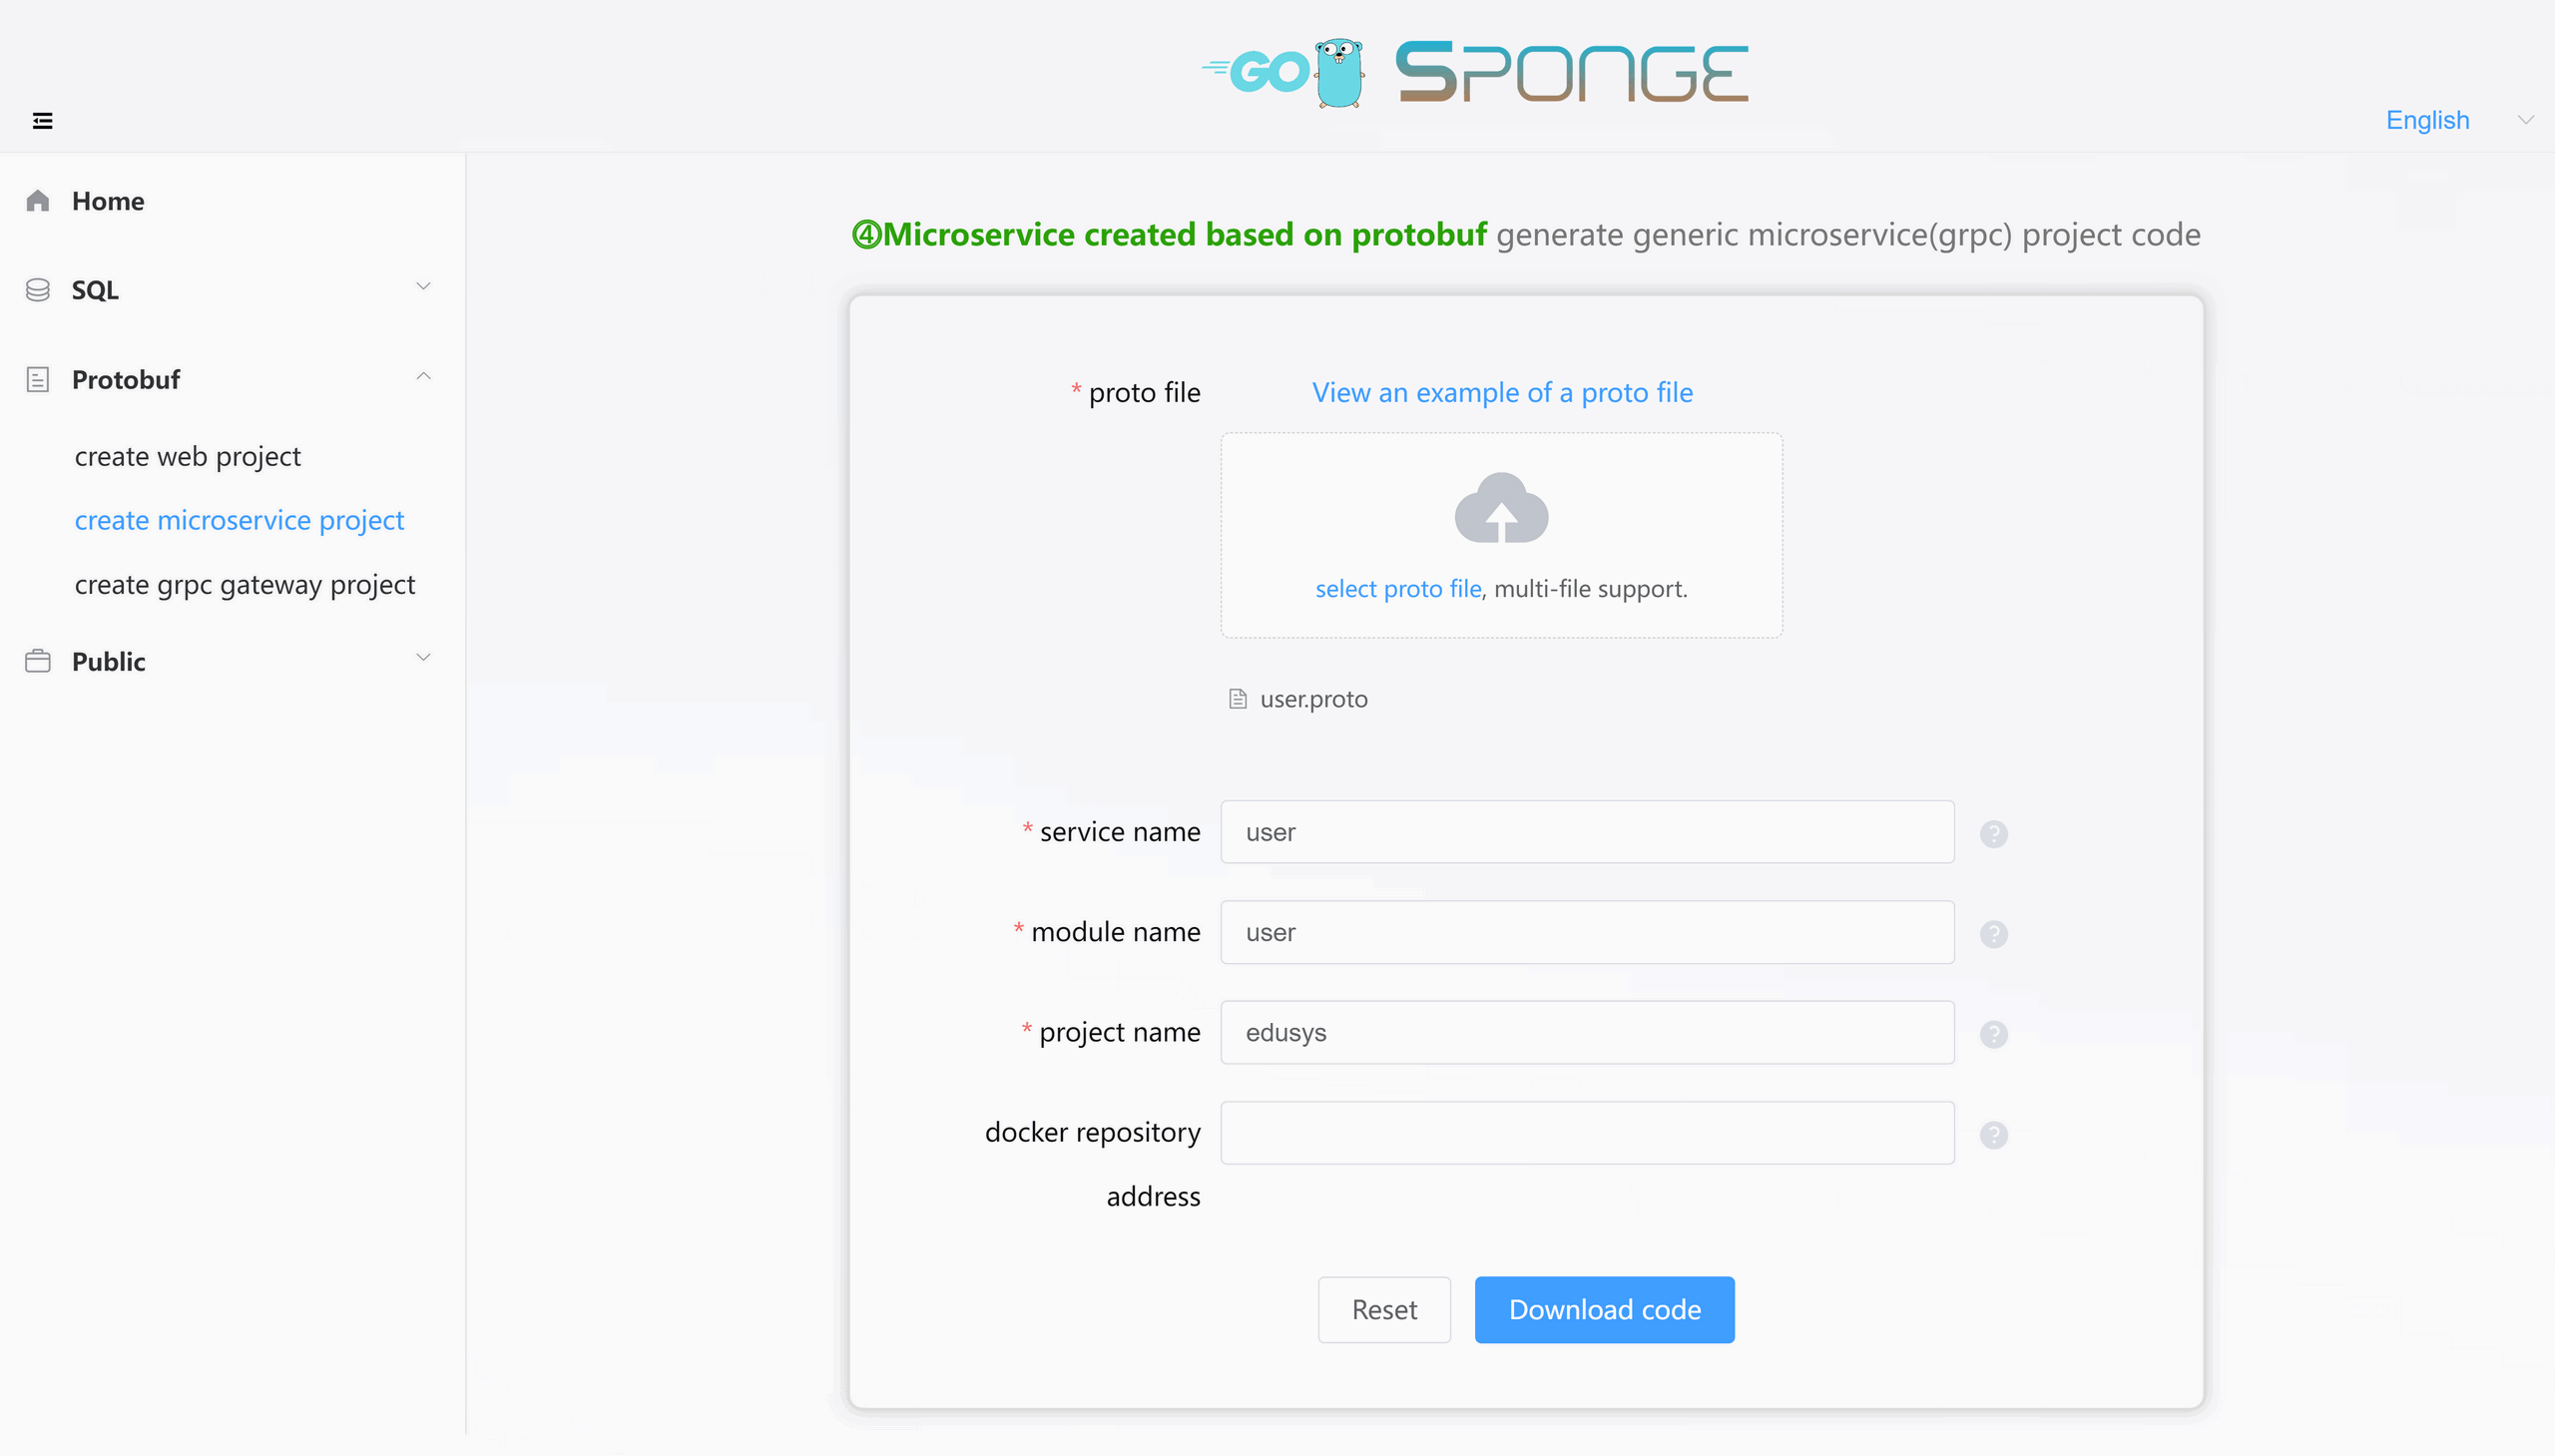 GO SPONGE
English
Home
SQL
Protobuf
create web project
create microservice project
create grpc gateway project
Public
④Microservice created based on protobuf generate generic microservice(grpc) project code
* proto file
View an example of a proto file
select proto file, multi-file support.
user.proto
* service name
user
?
* module name
user
?
* project name
edusys
?
docker repository
address
?
Reset
Download code